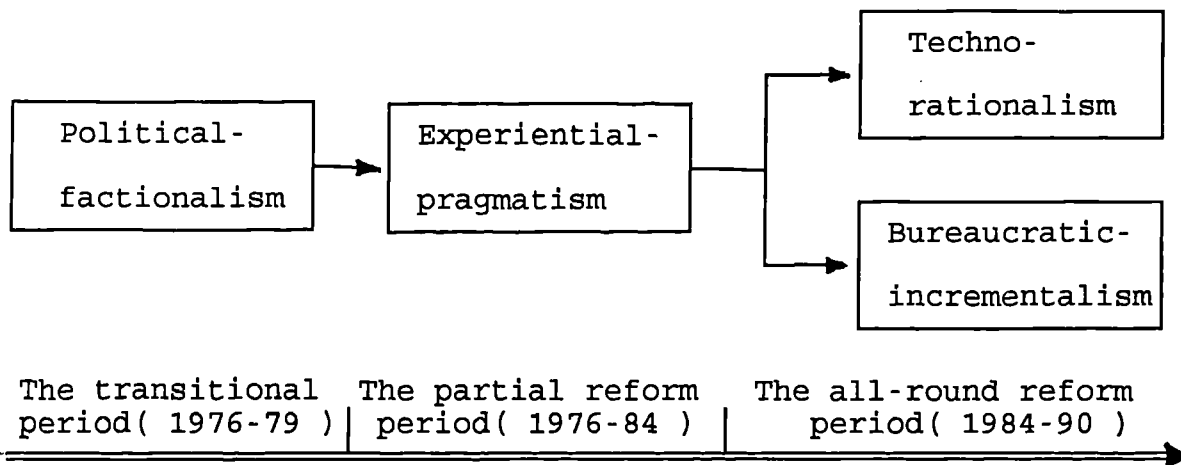 Techno-
rationalism
Political-
factionalism
Experiential-
pragmatism
Bureaucratic-
incrementalism
The transitional
period( 1976-79 )
The partial reform
period( 1976-84 )
The all-round reform
period( 1984-90 )